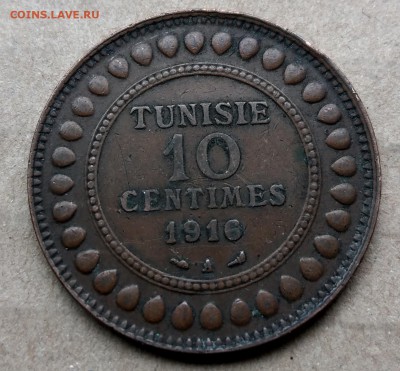 COINS.LAVE.RU
TUNISIE
10
CENTIMES
1916
A